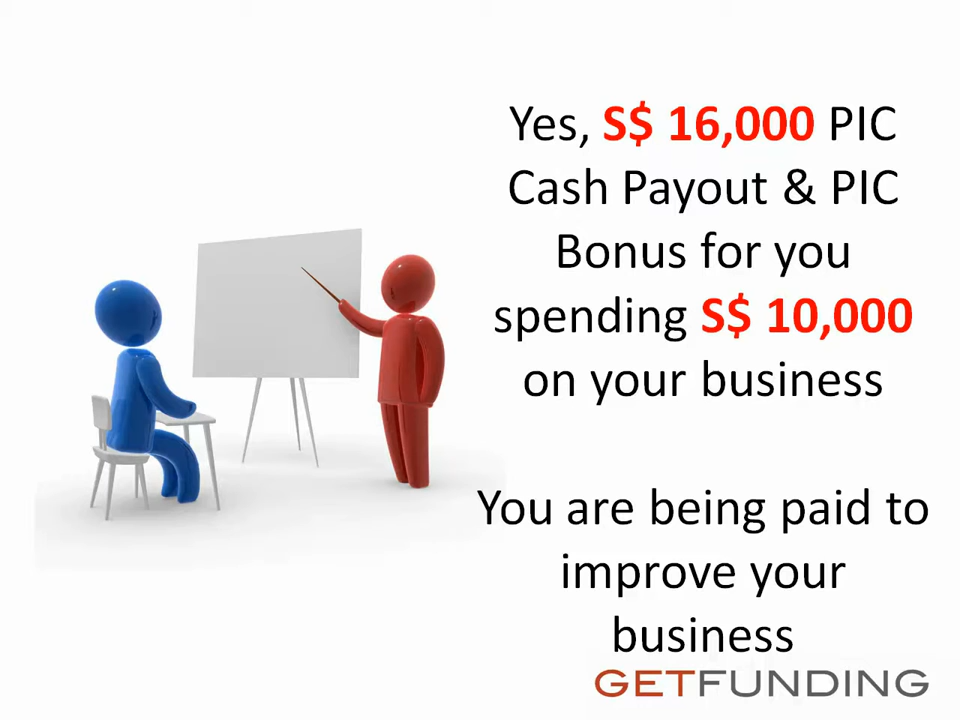 Yes, S$ 16,000 PIC
Cash Payout & PIC
Bonus for you
spending S$ 10,000
on your business
You are being paid to
improve your
business
GETFUNDING